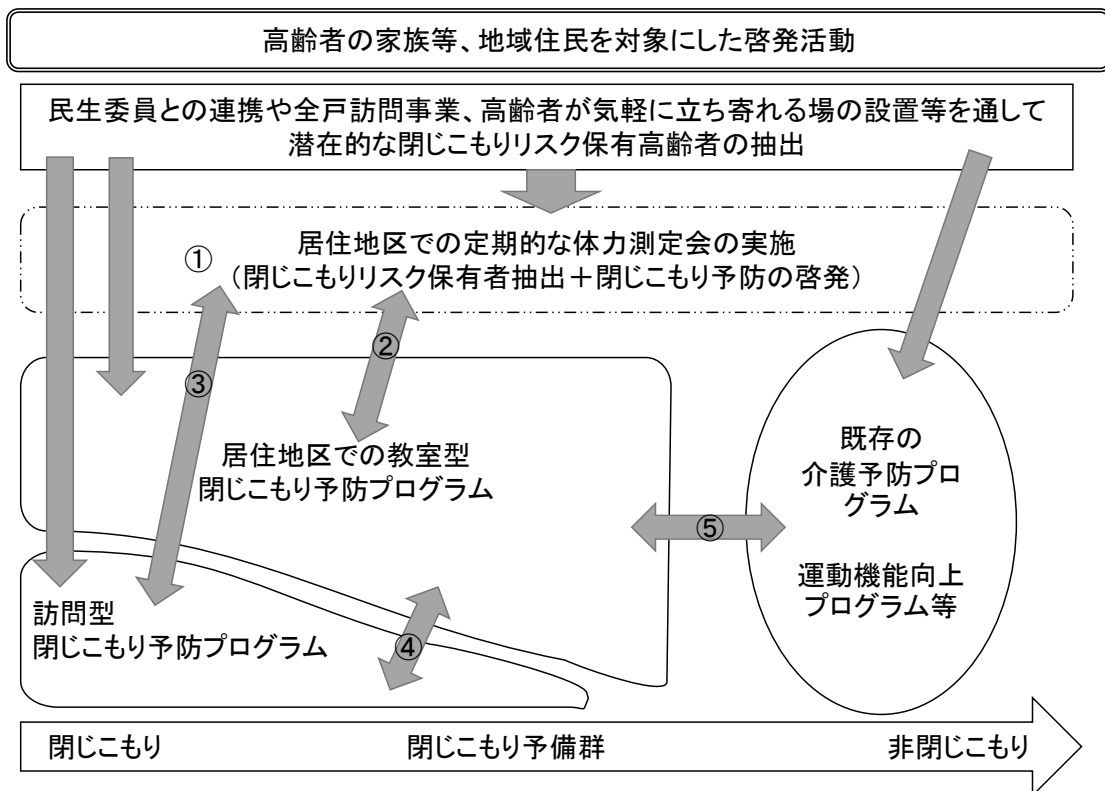 高齢者の家族等、地域住民を対象にした啓発活動
民生委員との連携や全戸訪問事業、高齢者が気軽に立ち寄れる場の設置等を通して
潜在的な閉じこもりリスク保有高齢者の抽出
居住地区での定期的な体力測定会の実施
①
（閉じこもりリスク保有者抽出＋閉じこもり予防の啓発）
②
③
居住地区での教室型
閉じこもり予防プログラム
既存の
介護予防プロ
グラム
⑤
運動機能向上
プログラム等
訪問型
閉じこもり予防プログラム
④
閉じこもり
閉じこもり予備群
非閉じこもり